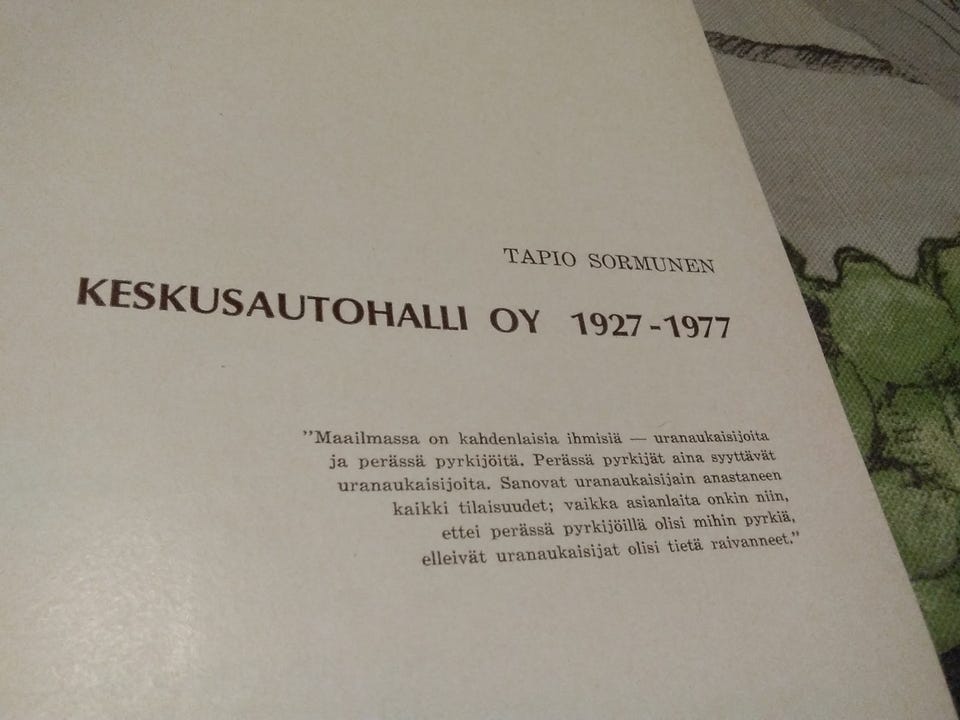 TAPIO SORMUNEN
KESKUSAUTOHALLI OY 1927-1977
”Maailmassa on kahdenlaisia ihmisiä — uranaukaisijoita
ja perässä pyrkijöitä. Perässä pyrkijät aina syyttävät
uranaukaisijoita. Sanovat uranaukaisijain anastaneen
kaikki tilaisuudet; vaikka asianlaita onkin niin,
ettei perässä pyrkijöillä olisi mihin pyrkiä,
elleivät uranaukaisijat olisi tietä raivanneet.”